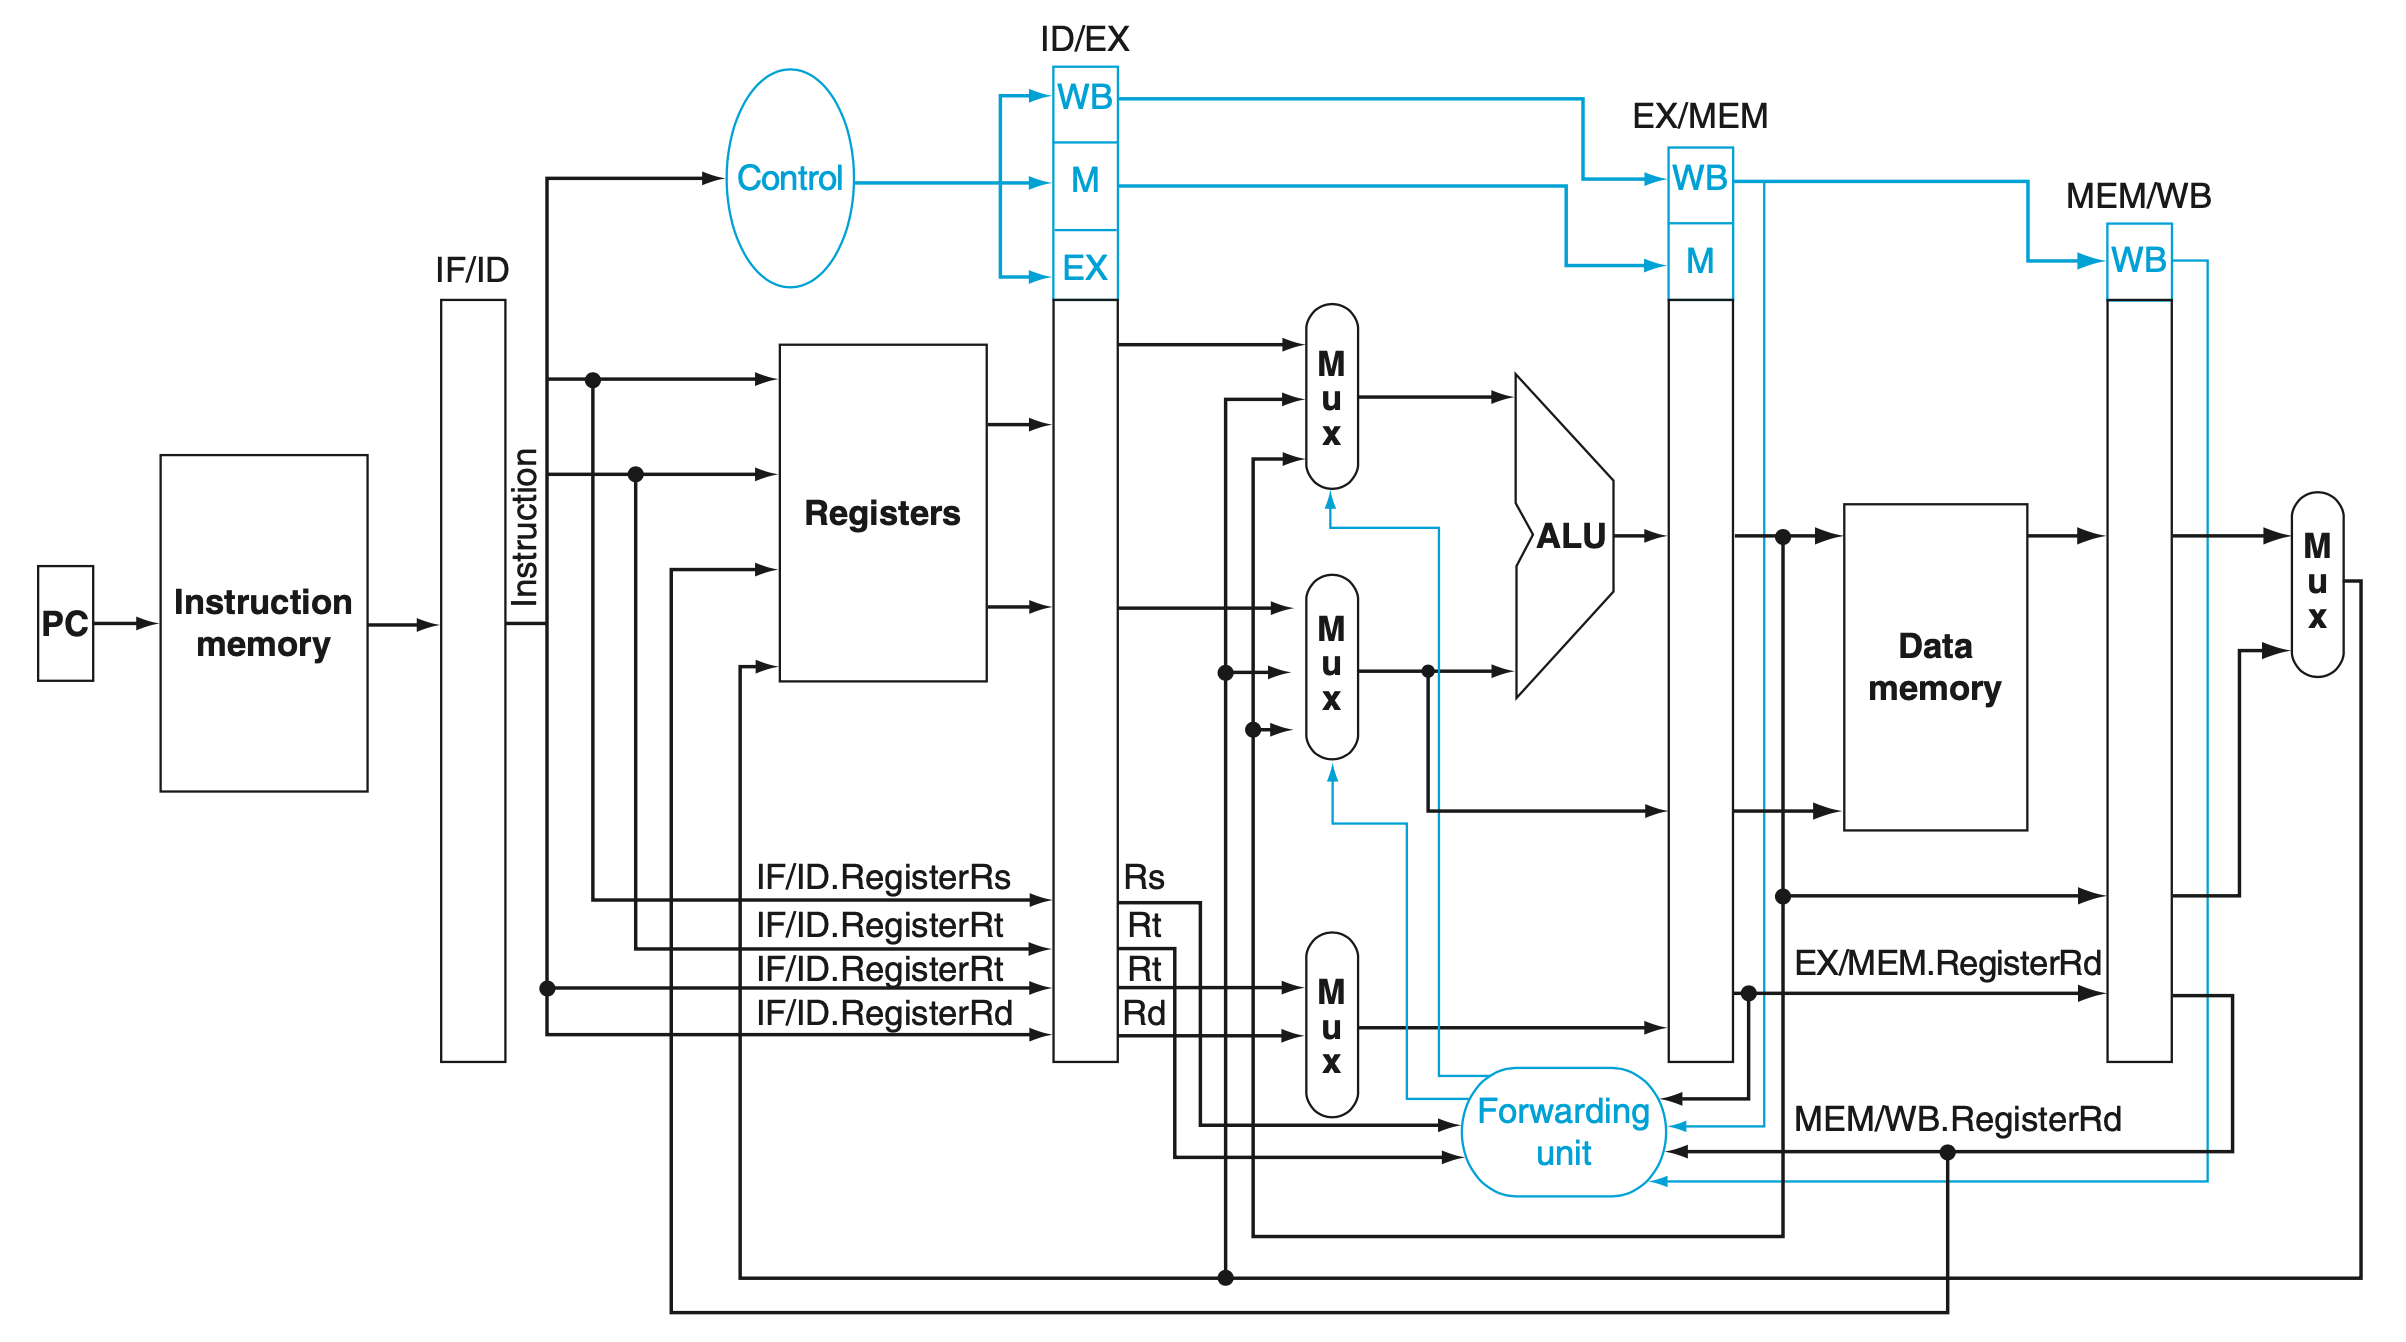 ID/EX
WB
EX/MEM
Control
M
WB
MEM/WB
IF/ID
EX
M
WB
M
u
x
Instruction
Registers
ALU
M
u
x
PC
Instruction
memory
M
u
x
Data
memory
IF/ID.RegisterRs
Rs
IF/ID.RegisterRt
Rt
IF/ID.RegisterRt
Rt
IF/ID.RegisterRd
Rd
M
u
x
EX/MEM.RegisterRd
Forwarding
unit
MEM/WB.RegisterRd